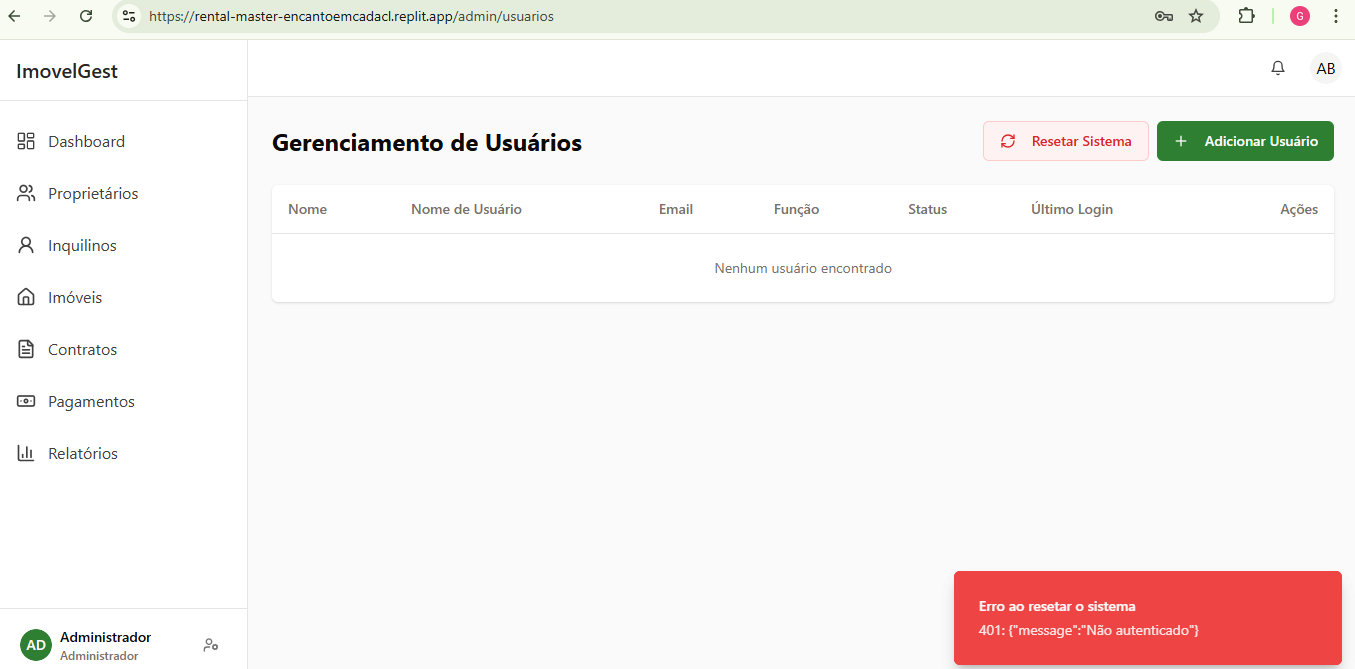 https://rental-master-encantoemcadacl.replit.app/admin/usuarios
G
ImovelGest
AB
Dashboard
Proprietários
Inquilinos
Imóveis
Contratos
Pagamentos
Relatórios
Gerenciamento de Usuários
Resetar Sistema
Adicionar Usuário
Nome Nome de Usuário Email Função Status Último Login Ações
Nenhum usuário encontrado
AD
Administrador
Administrador
Erro ao resetar o sistema
401: {"message":"Não autenticado"}